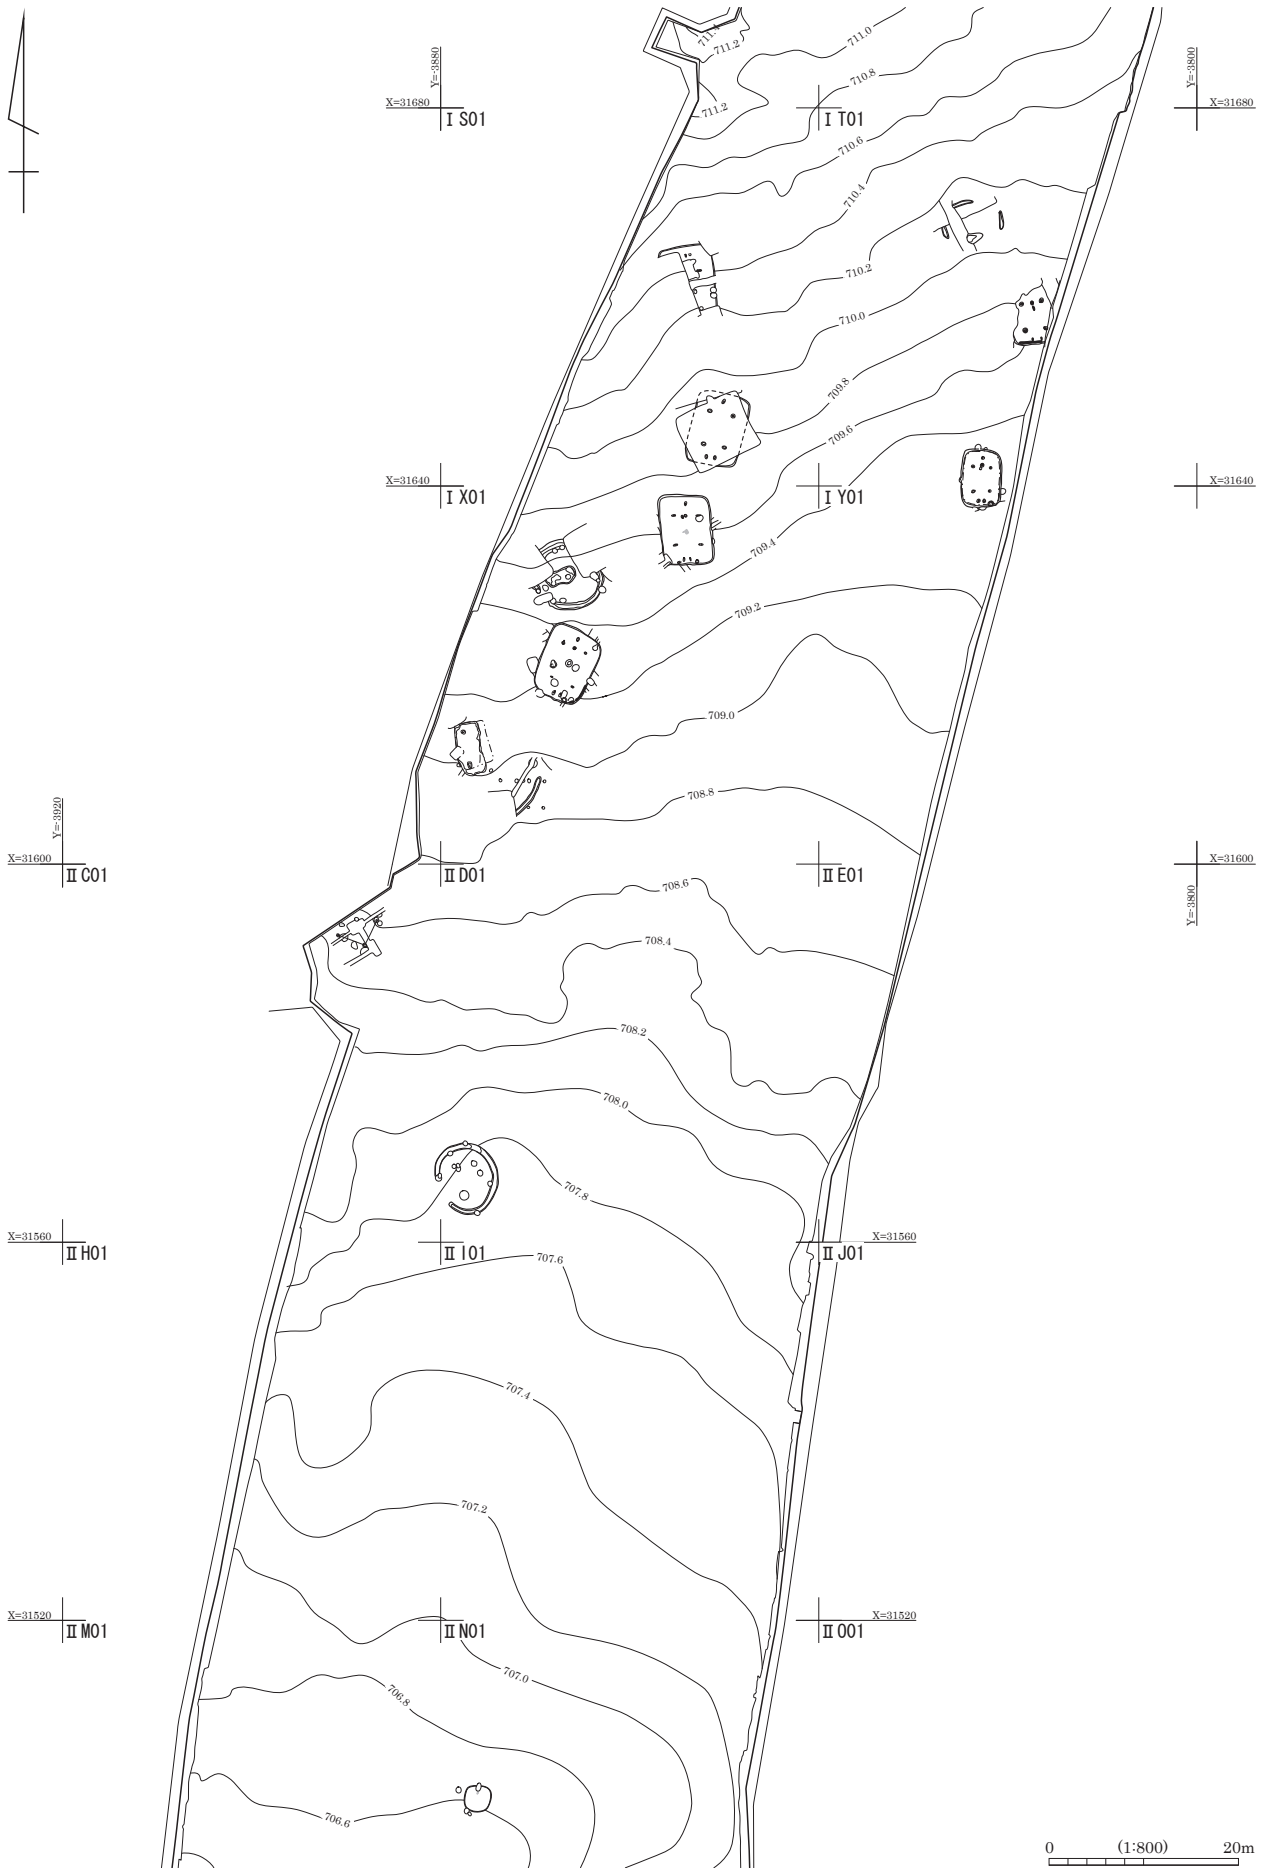 711.4
711.2
711.0
Y=-3880
Y=-3800
710.8
X=31680
X=31680
I S01
711.2
I T01
710.6
710.4
710.2
710.0
709.8
709.6
X=31640
X=31640
I X01
I Y01
709.4
709.2
709.0
708.8
Y=-3920
X=31600
X=31600
II C01
II D01
II E01
708.6
Y=-3800
708.4
708.2
708.0
707.8
X=31560
X=31560
II H01
II I01
II J01
707.6
707.4
707.2
X=31520
X=31520
II M01
II N01
II O01
707.0
706.8
706.6
0 (1:800) 20m